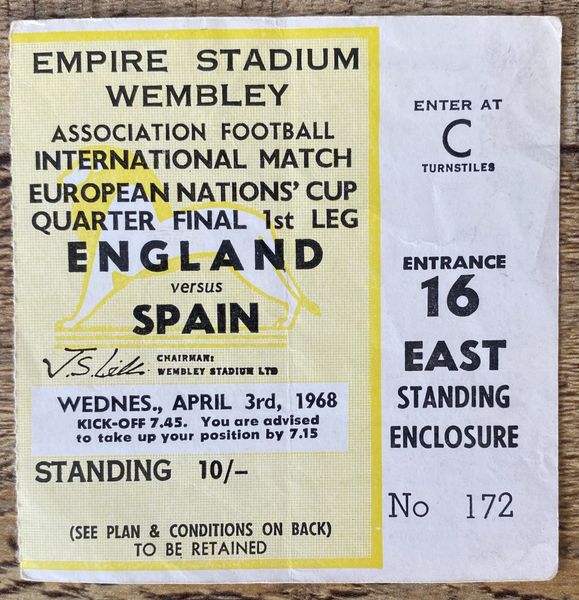 EMPIRE STADIUM
WEMBLEY
ASSOCIATION FOOTBALL
INTERNATIONAL MATCH
EUROPEAN NATIONS' CUP
QUARTER FINAL 1st LEG
ENGLAND
versus
SPAIN
CHAIRMAN:
WEMBLEY STADIUM LTD
WEDNES., APRIL 3rd, 1968
KICK-OFF 7.45. You are advised
to take up your position by 7.15
STANDING 10/-
(SEE PLAN & CONDITIONS ON BACK)
TO BE RETAINED
ENTER AT
C
TURNSTILES
ENTRANCE
16
EAST
STANDING
ENCLOSURE
No 172